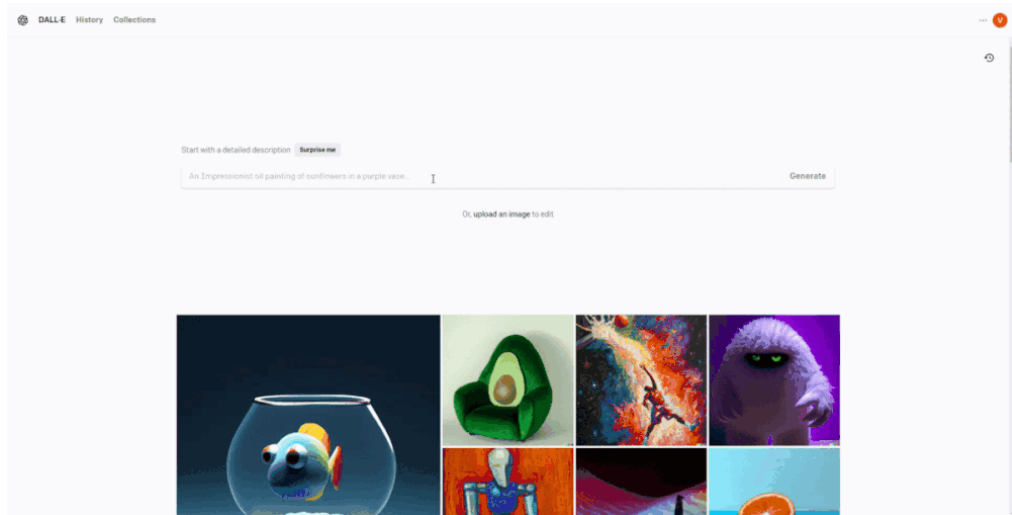 DALL·E History Collections ... V
Start with a detailed description Surprise me
An Impressionist oil painting of sunflowers in a purple vase... Generate
Or, upload an image to edit